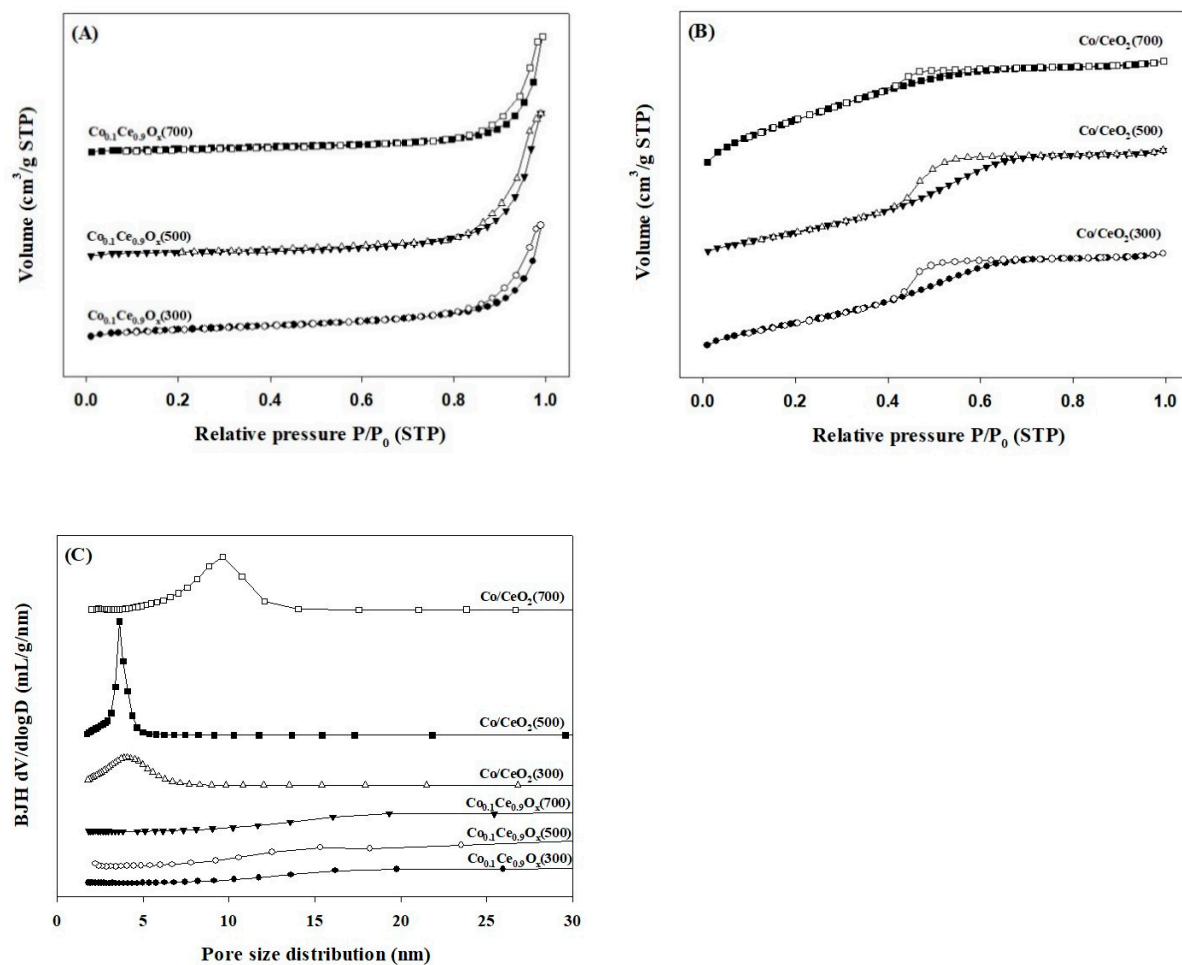 (A)
Volume (cm³/g STP)
Co₀.₁Ce₀.₉Oₓ(700)
Co₀.₁Ce₀.₉Oₓ(500)
Co₀.₁Ce₀.₉Oₓ(300)
0.0 0.2 0.4 0.6 0.8 1.0
Relative pressure P/P₀ (STP)
(B)
Volume (cm³/g STP)
Co/CeO₂(700)
Co/CeO₂(500)
Co/CeO₂(300)
0.0 0.2 0.4 0.6 0.8 1.0
Relative pressure P/P₀ (STP)
(C)
BJH dV/dlogD (mL/g/nm)
Co/CeO₂(700)
Co/CeO₂(500)
Co/CeO₂(300)
Co₀.₁Ce₀.₉Oₓ(700)
Co₀.₁Ce₀.₉Oₓ(500)
Co₀.₁Ce₀.₉Oₓ(300)
0 5 10 15 20 25 30
Pore size distribution (nm)